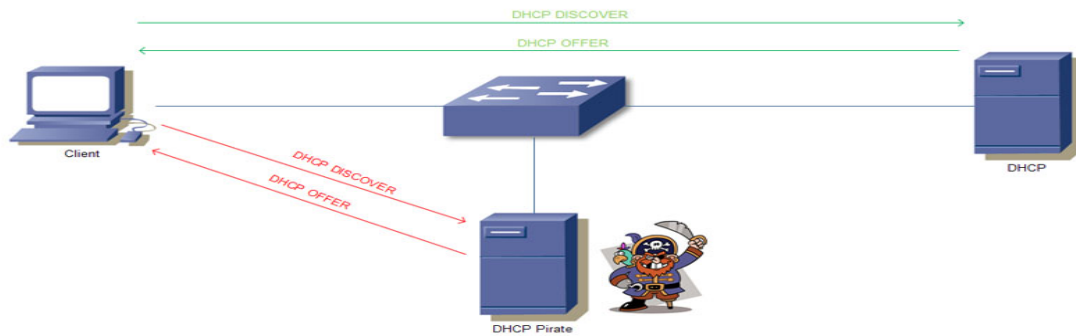 DHCP DISCOVER
DHCP OFFER
Client
DHCP
DHCP DISCOVER
DHCP OFFER
DHCP Pirate